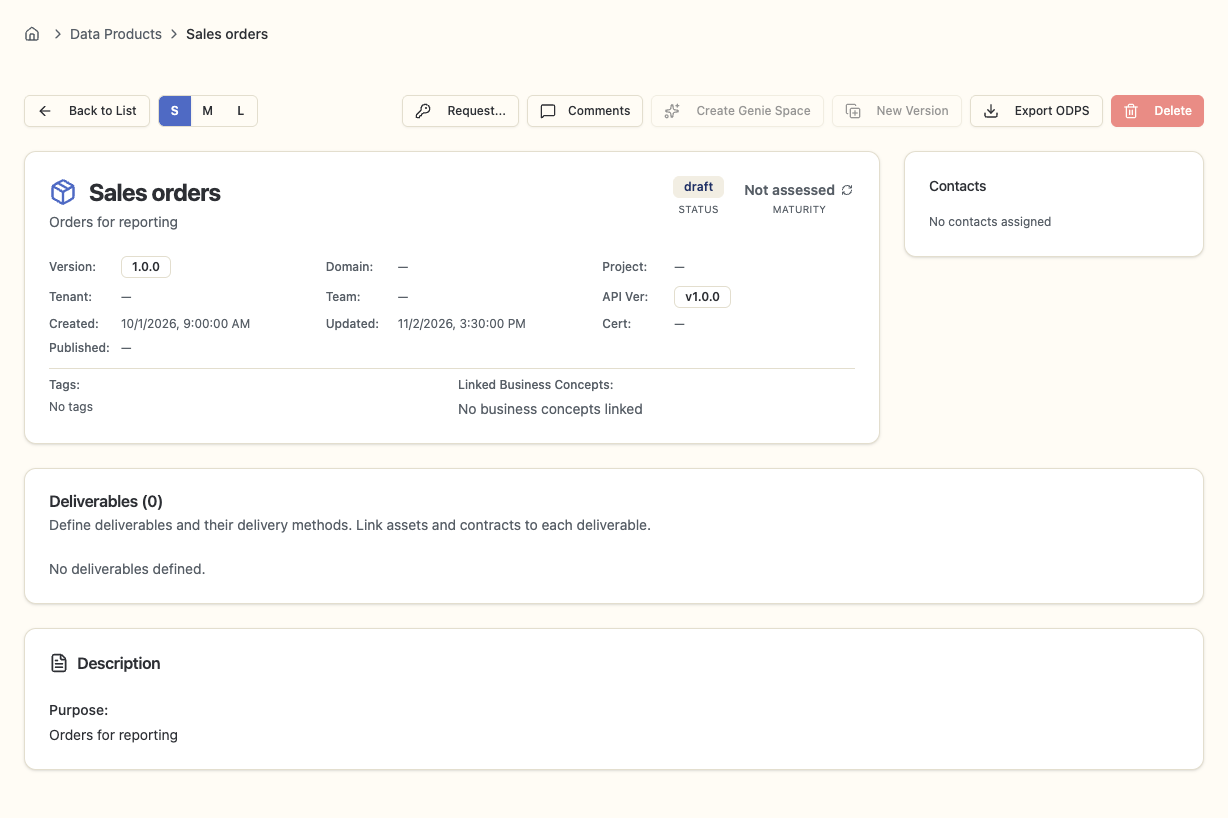 Data Products > Sales orders
Back to List
S M L
Request...
Comments
Create Genie Space
New Version
Export ODPS
Delete
Sales orders
Orders for reporting
draft
STATUS
Not assessed
MATURITY
Version: 1.0.0
Domain: —
Project: —
Tenant: —
Team: —
API Ver: v1.0.0
Created: 10/1/2026, 9:00:00 AM
Updated: 11/2/2026, 3:30:00 PM
Cert: —
Published: —
Tags:
No tags
Linked Business Concepts:
No business concepts linked
Contacts
No contacts assigned
Deliverables (0)
Define deliverables and their delivery methods. Link assets and contracts to each deliverable.
No deliverables defined.
Description
Purpose:
Orders for reporting